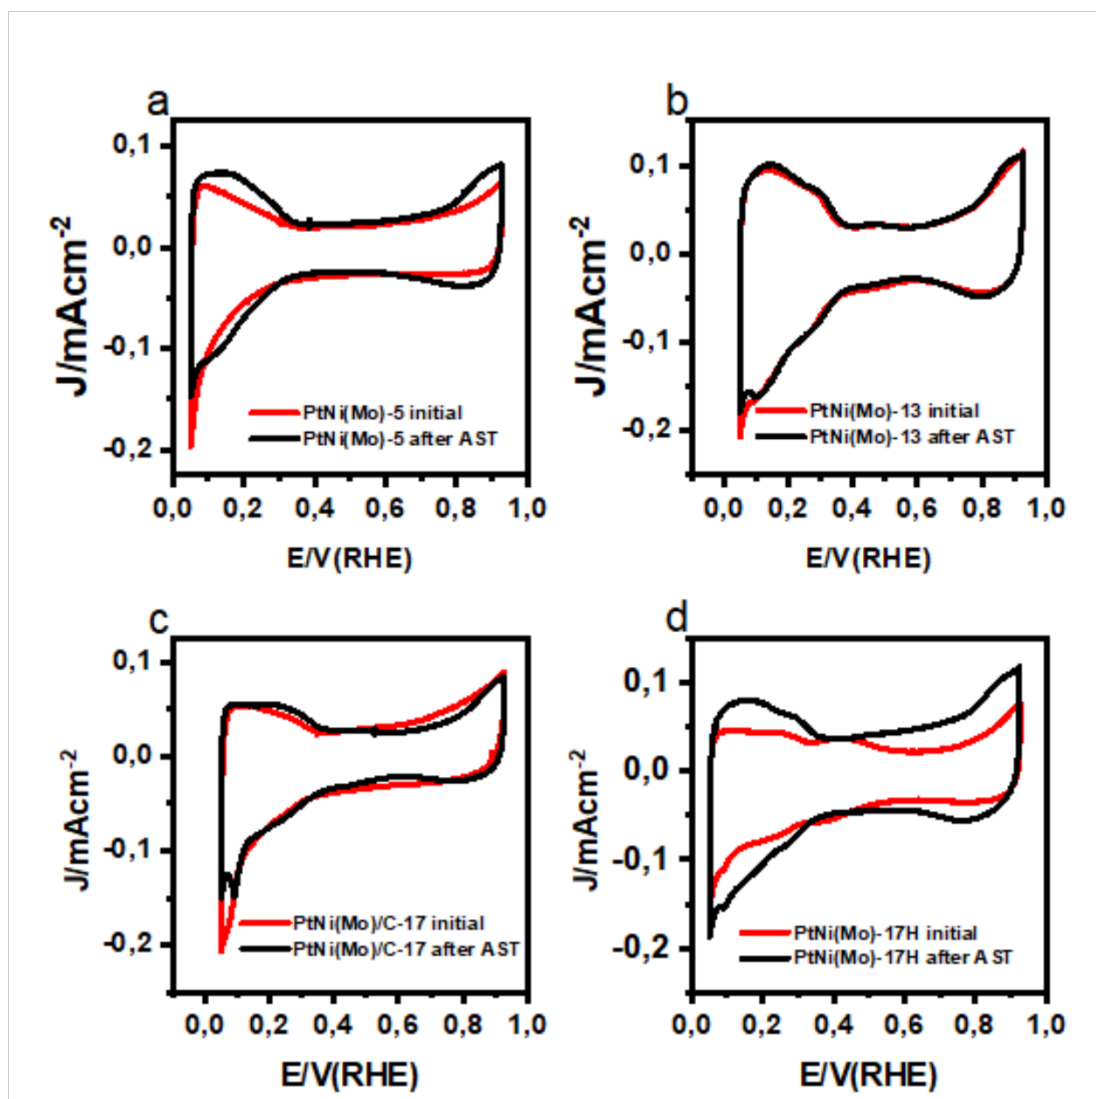 a
0,1
0,0
-0,1
-0,2
J/mAcm-2
PtNi(Mo)-5 initial
PtNi(Mo)-5 after AST
0,0 0,2 0,4 0,6 0,8 1,0
E/V(RHE)
b
0,1
0,0
-0,1
-0,2
J/mAcm-2
PtNi(Mo)-13 initial
PtNi(Mo)-13 after AST
0,0 0,2 0,4 0,6 0,8 1,0
E/V(RHE)
c
0,1
0,0
-0,1
-0,2
J/mAcm-2
PtNi(Mo)/C-17 initial
PtNi(Mo)/C-17 after AST
0,0 0,2 0,4 0,6 0,8 1,0
E/V(RHE)
d
0,1
0,0
-0,1
-0,2
J/mAcm-2
PtNi(Mo)-17H initial
PtNi(Mo)-17H after AST
0,0 0,2 0,4 0,6 0,8 1,0
E/V(RHE)